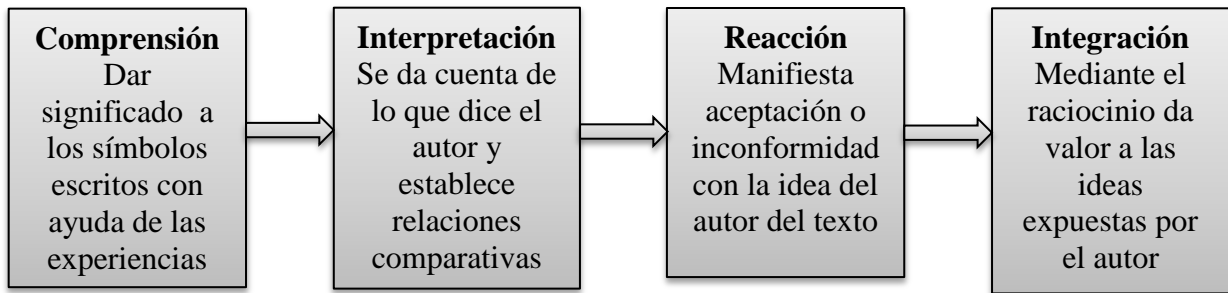 Comprensión
Dar
significado a
los símbolos
escritos con
ayuda de las
experiencias
Interpretación
Se da cuenta de
lo que dice el
autor y
establece
relaciones
comparativas
Reacción
Manifiesta
aceptación o
inconformidad
con la idea del
autor del texto
Integración
Mediante el
raciocinio da
valor a las
ideas
expuestas por
el autor